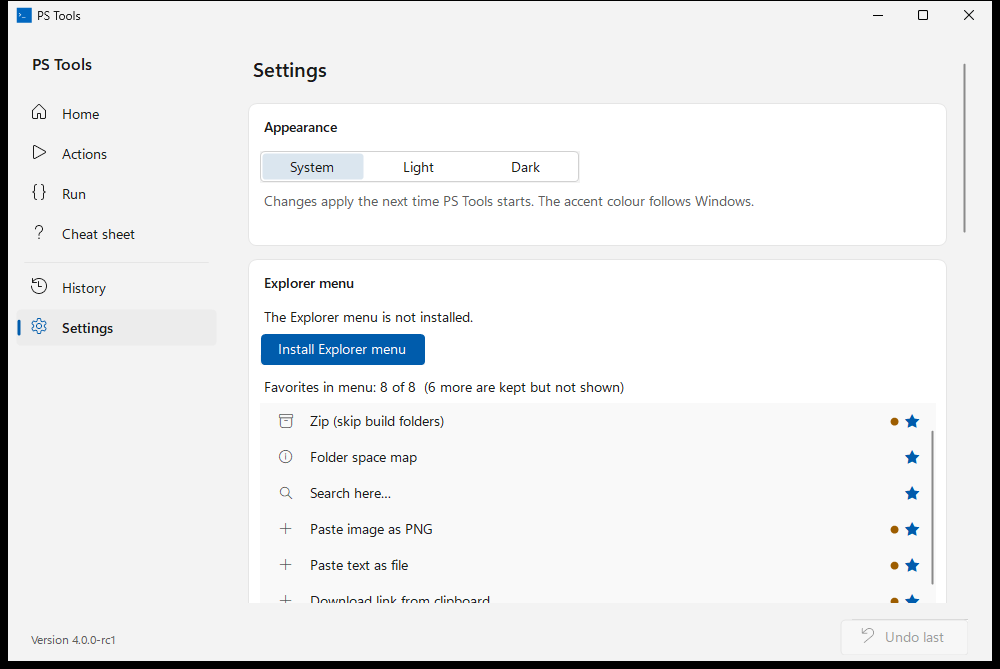 PS Tools
PS Tools
Home
Actions
Run
Cheat sheet
History
Settings
Version 4.0.0-rc1
Settings
Appearance
System Light Dark
Changes apply the next time PS Tools starts. The accent colour follows Windows.
Explorer menu
The Explorer menu is not installed.
Install Explorer menu
Favorites in menu: 8 of 8 (6 more are kept but not shown)
Zip (skip build folders)
Folder space map
Search here...
Paste image as PNG
Paste text as file
Download link from clipboard
Undo last